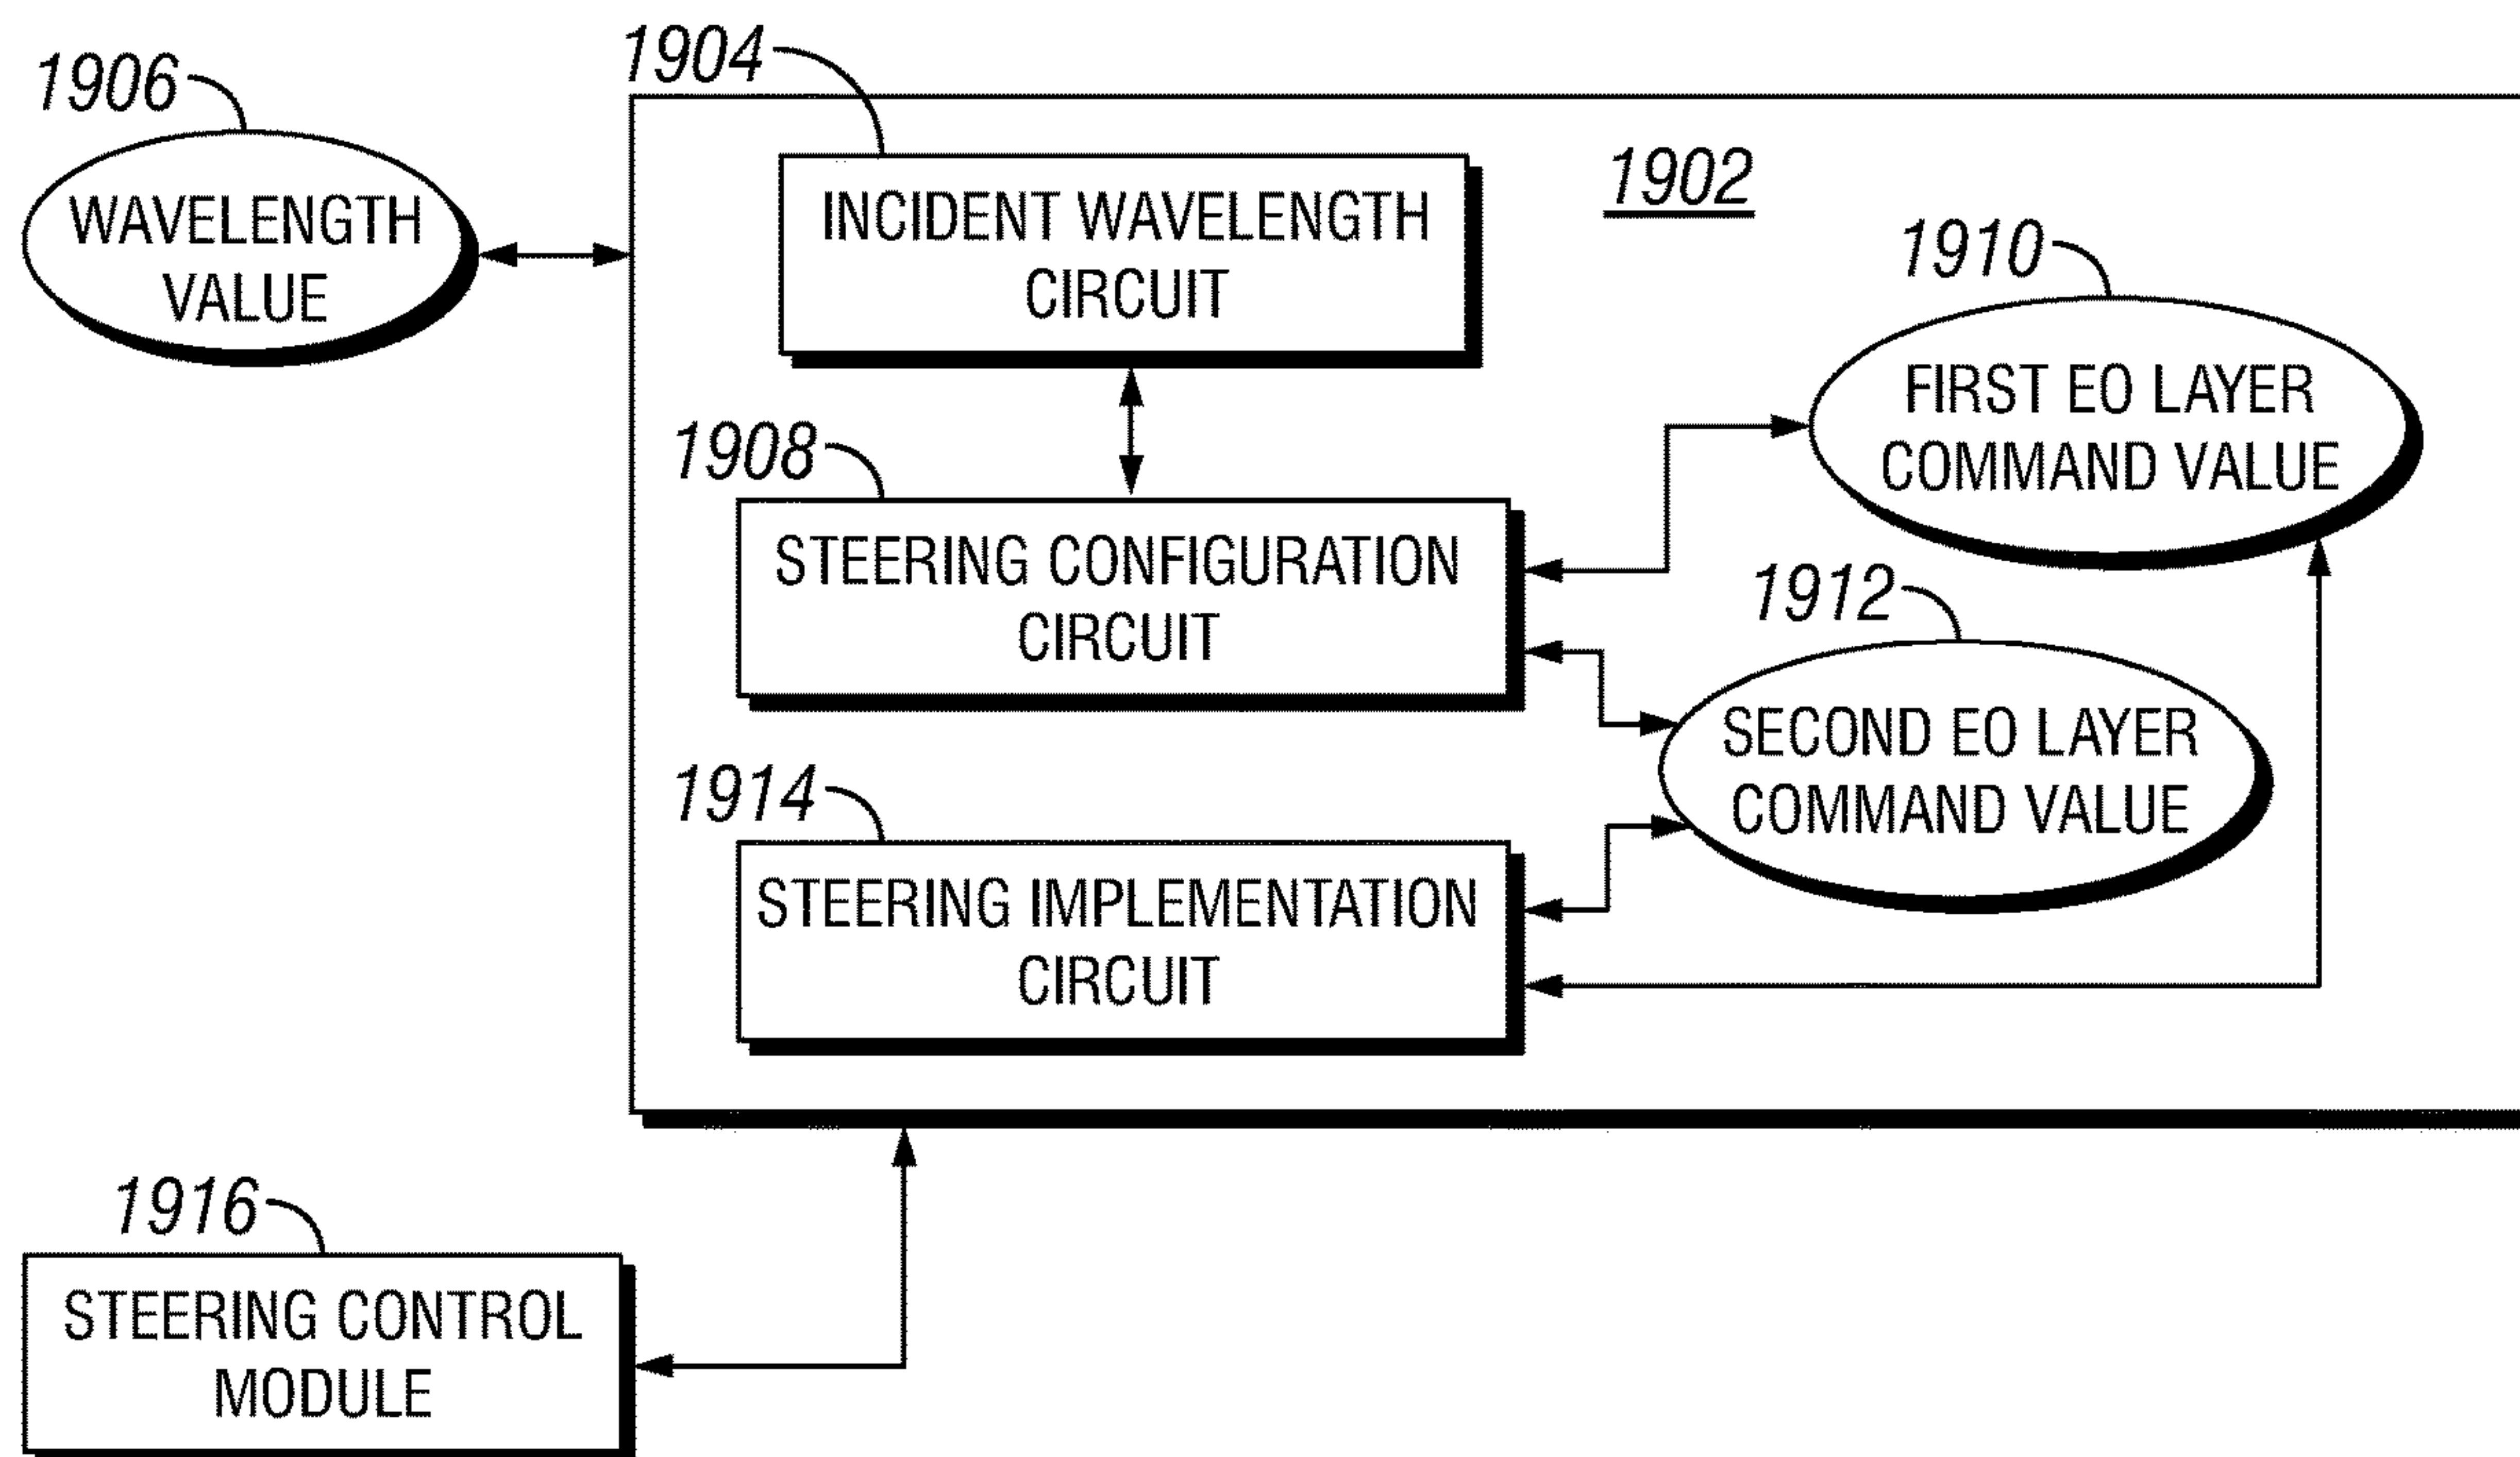 1904
1906
1902
WAVELENGTH
VALUE
INCIDENT WAVELENGTH
CIRCUIT
1910
FIRST EO LAYER
COMMAND VALUE
1908
STEERING CONFIGURATION
CIRCUIT
1912
SECOND EO LAYER
COMMAND VALUE
1914
STEERING IMPLEMENTATION
CIRCUIT
1916
STEERING CONTROL
MODULE